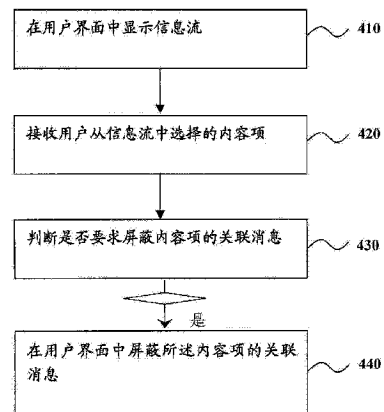 在用户界面中显示信息流
410
接收用户从信息流中选择的内容项
420
判断是否要求屏蔽内容项的关联消息
430
是
在用户界面中屏蔽所述内容项的关联
消息
440